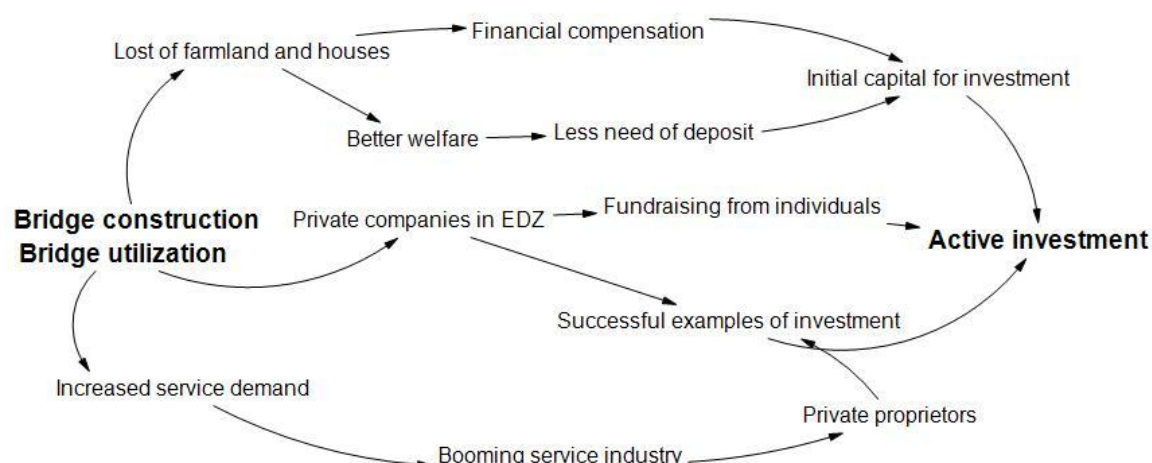 Financial compensation
Lost of farmland and houses
Initial capital for investment
Better welfare
Less need of deposit
Bridge construction
Bridge utilization
Private companies in EDZ
Fundraising from individuals
Active investment
Successful examples of investment
Increased service demand
Private proprietors
Booming service industry